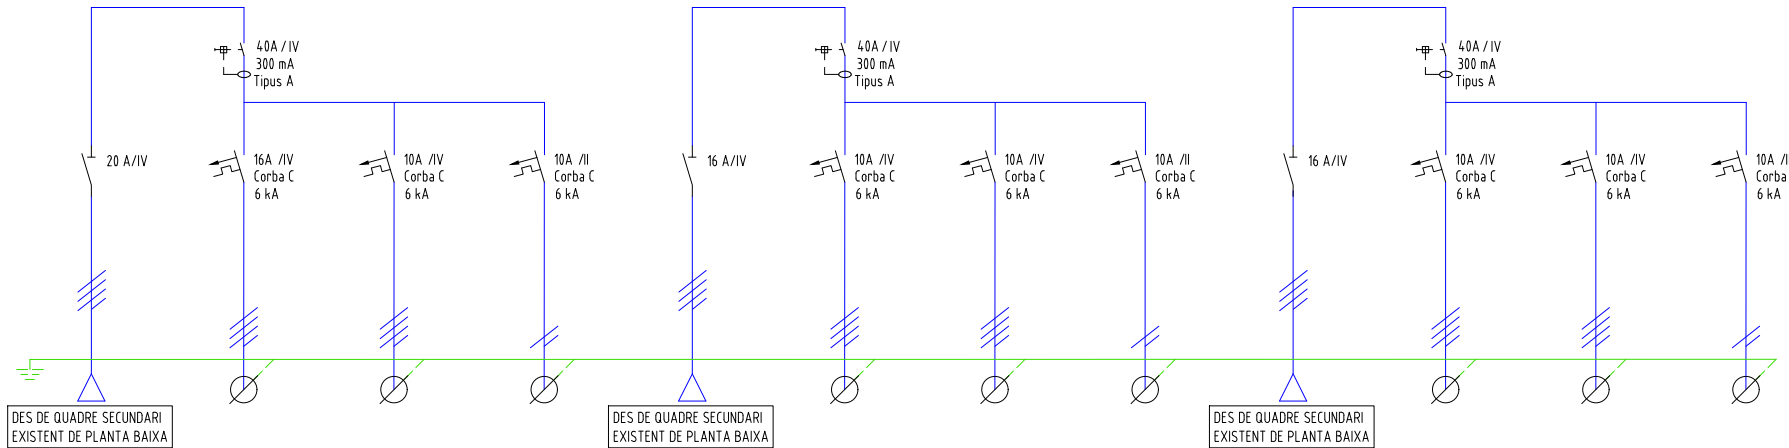 40A / IV
300 mA
Tipus A
20 A/IV
16A /IV
Corba C
6 kA
10A /IV
Corba C
6 kA
10A /II
Corba C
6 kA
DES DE QUADRE SECUNDARI
EXISTENT DE PLANTA BAIXA
40A / IV
300 mA
Tipus A
16 A/IV
10A /IV
Corba C
6 kA
10A /IV
Corba C
6 kA
10A /II
Corba C
6 kA
DES DE QUADRE SECUNDARI
EXISTENT DE PLANTA BAIXA
40A / IV
300 mA
Tipus A
16 A/IV
10A /IV
Corba C
6 kA
10A /IV
Corba C
6 kA
10A /I
Corba
6 kA
DES DE QUADRE SECUNDARI
EXISTENT DE PLANTA BAIXA